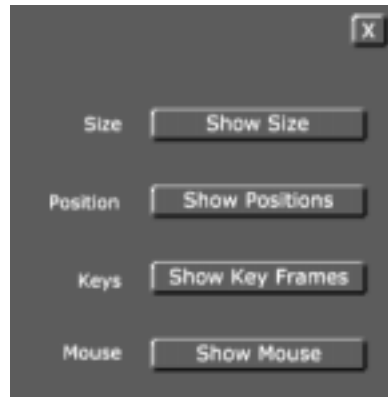 X
Size Show Size
Position Show Positions
Keys Show Key Frames
Mouse Show Mouse